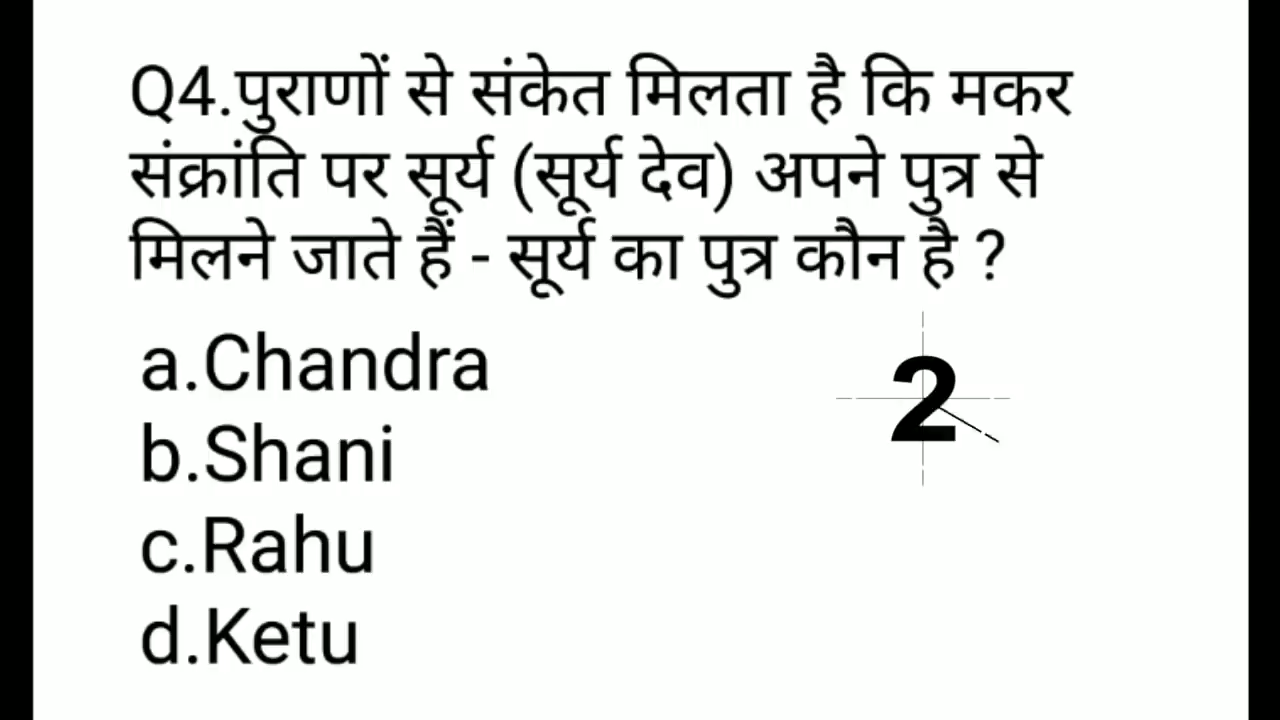 Q4.पुराणों से संकेत मिलता है कि मकर
संक्रांति पर सूर्य (सूर्य देव) अपने पुत्र से
मिलने जाते हैं - सूर्य का पुत्र कौन है ?
a.Chandra
2
b.Shani
c.Rahu
d.Ketu